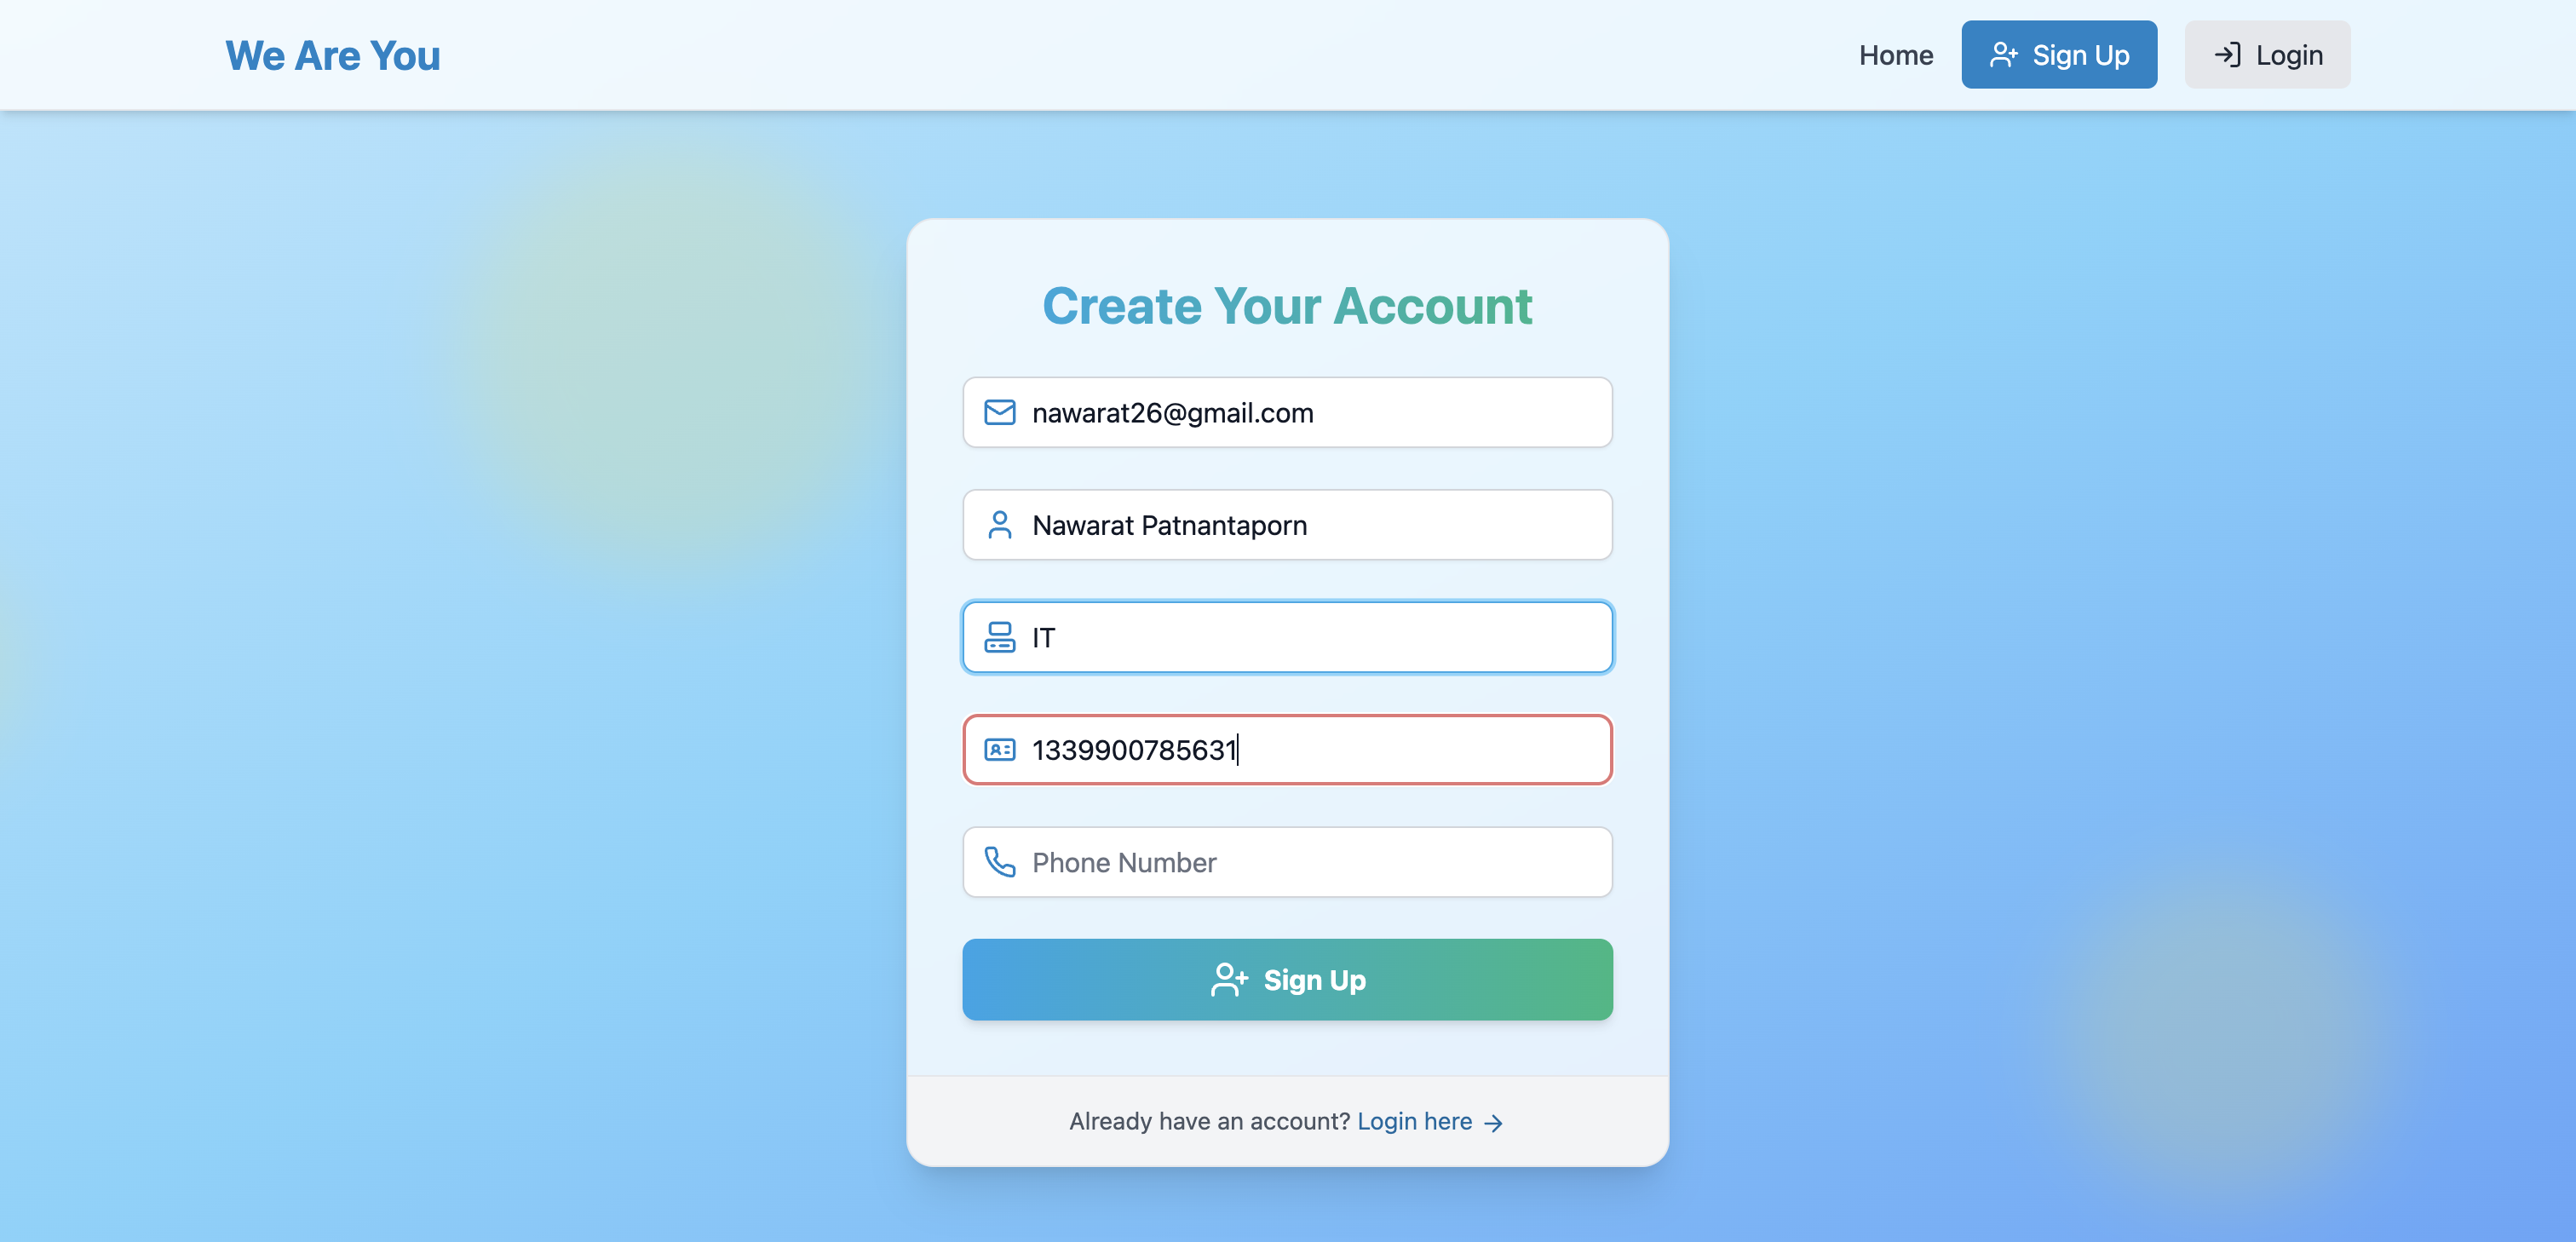 We Are You
Home
Sign Up
Login
Create Your Account
nawarat26@gmail.com
Nawarat Patnantaporn
IT
1339900785631
Phone Number
Sign Up
Already have an account? Login here →